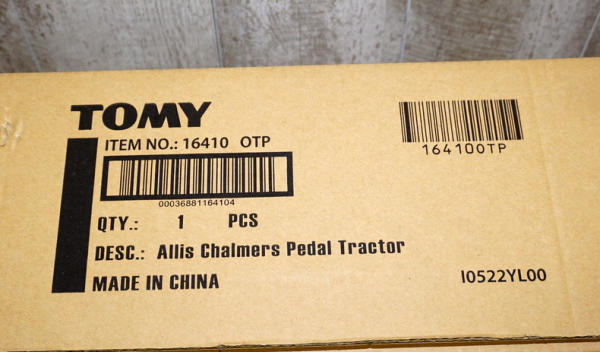 TOMY
ITEM NO.: 16410 OTP
00036881164104
QTY.: 1 PCS
DESC.: Allis Chalmers Pedal Tractor
MADE IN CHINA
164100TP
I0522YL00